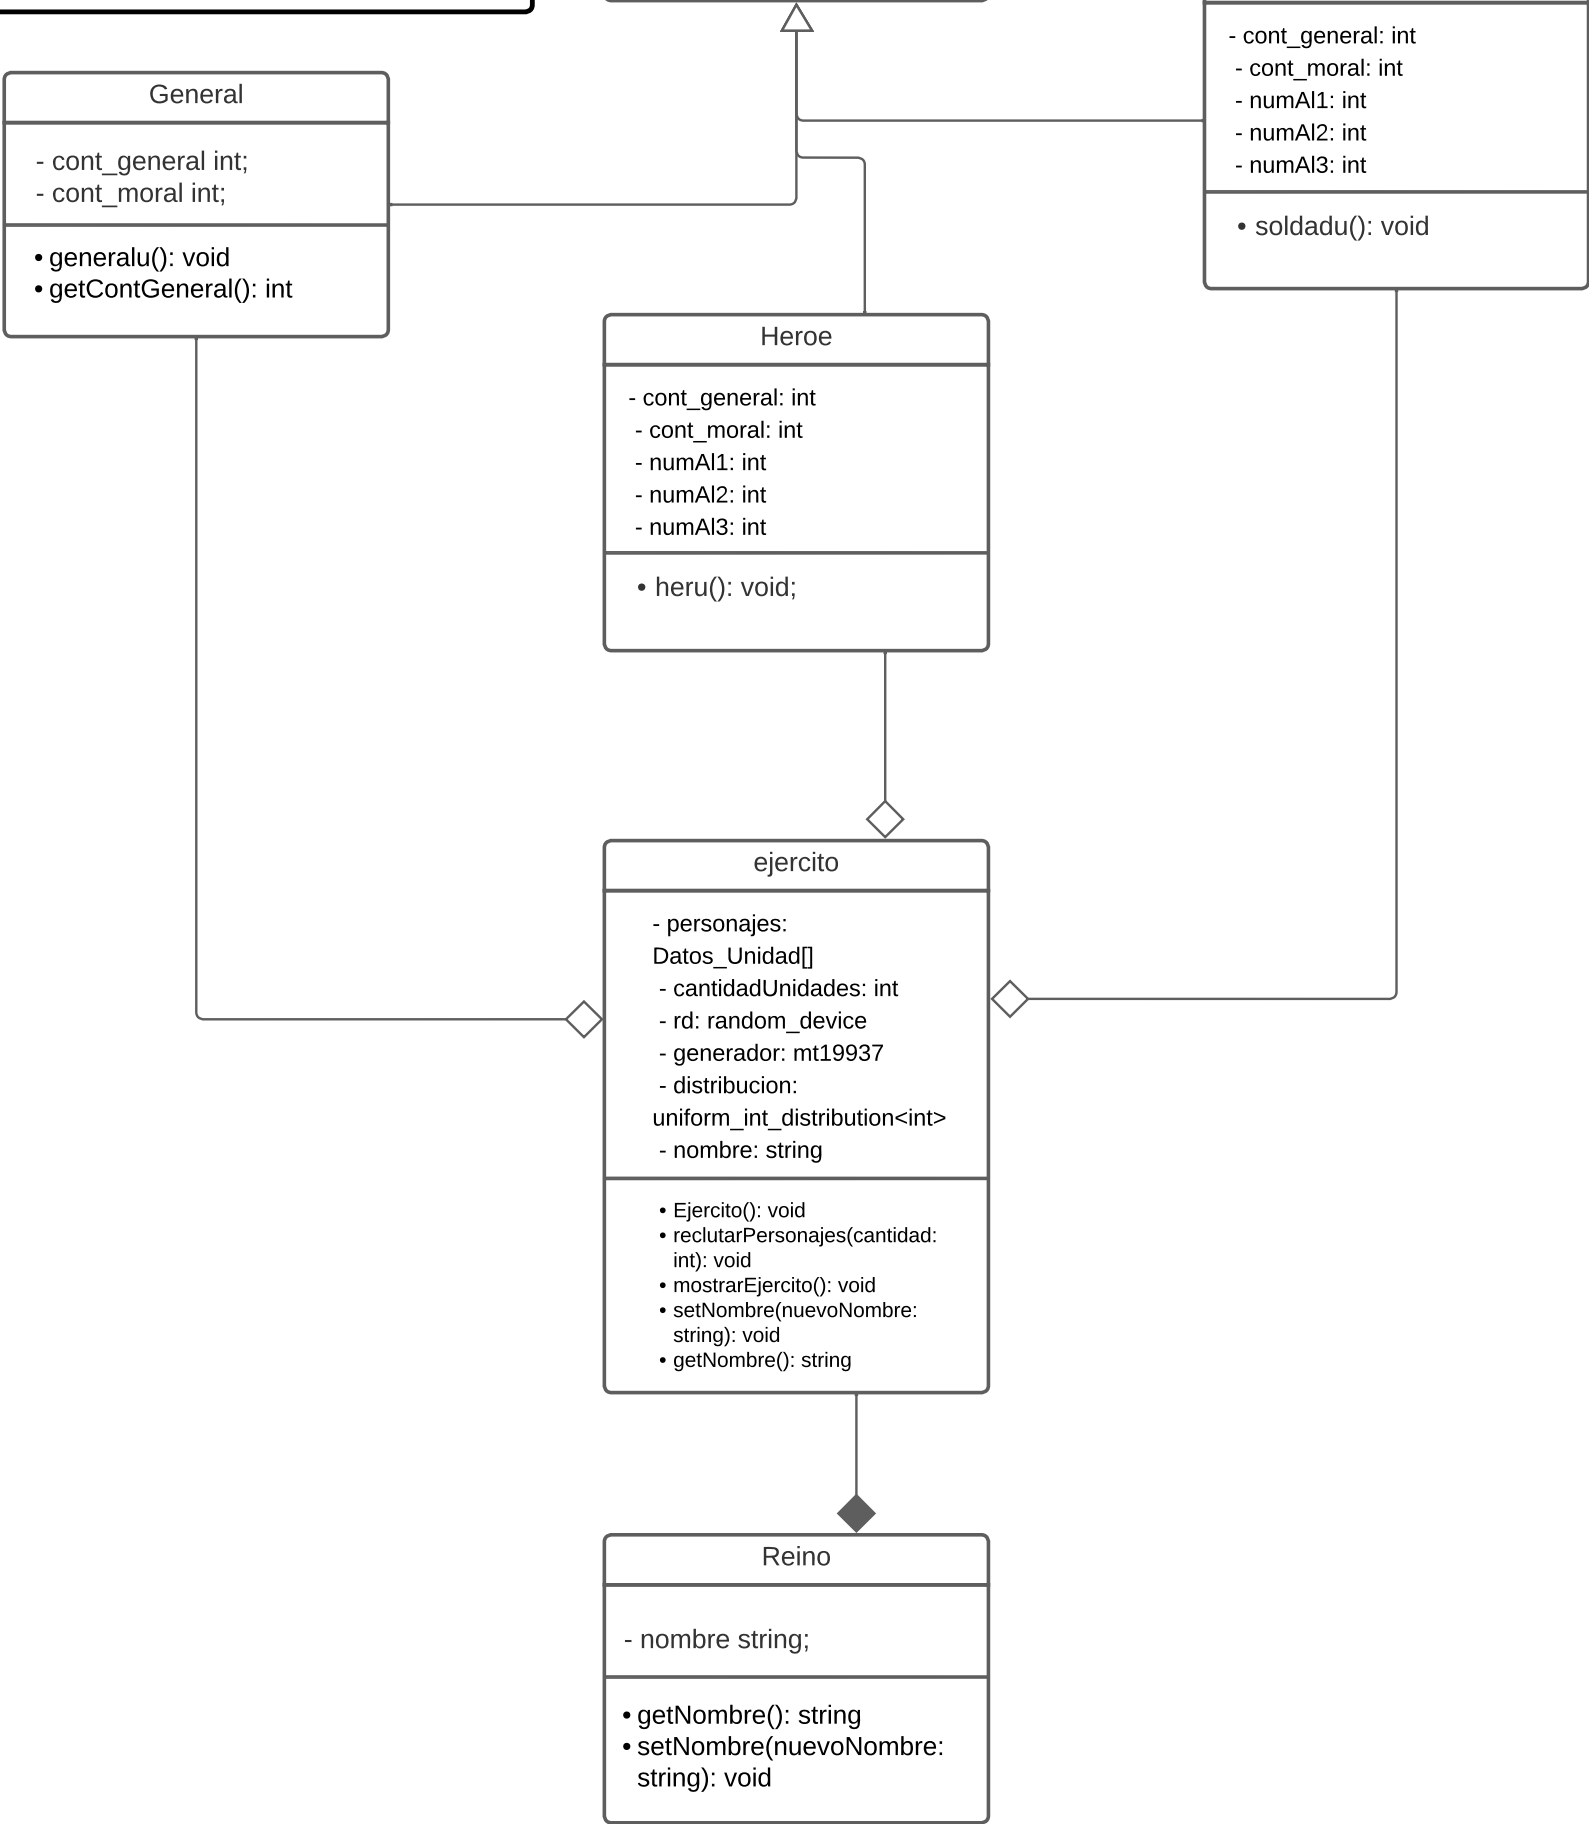 General
- cont_general int;
- cont_moral int;
• generalu(): void
• getContGeneral(): int
- cont_general: int
- cont_moral: int
- numAl1: int
- numAl2: int
- numAl3: int
• soldadu(): void
Heroe
- cont_general: int
- cont_moral: int
- numAl1: int
- numAl2: int
- numAl3: int
• heru(): void;
ejercito
- personajes:
Datos_Unidad[]
- cantidadUnidades: int
- rd: random_device
- generador: mt19937
- distribucion:
uniform_int_distribution<int>
- nombre: string
• Ejercito(): void
• reclutarPersonajes(cantidad:
int): void
• mostrarEjercito(): void
• setNombre(nuevoNombre:
string): void
• getNombre(): string
Reino
- nombre string;
• getNombre(): string
• setNombre(nuevoNombre:
string): void